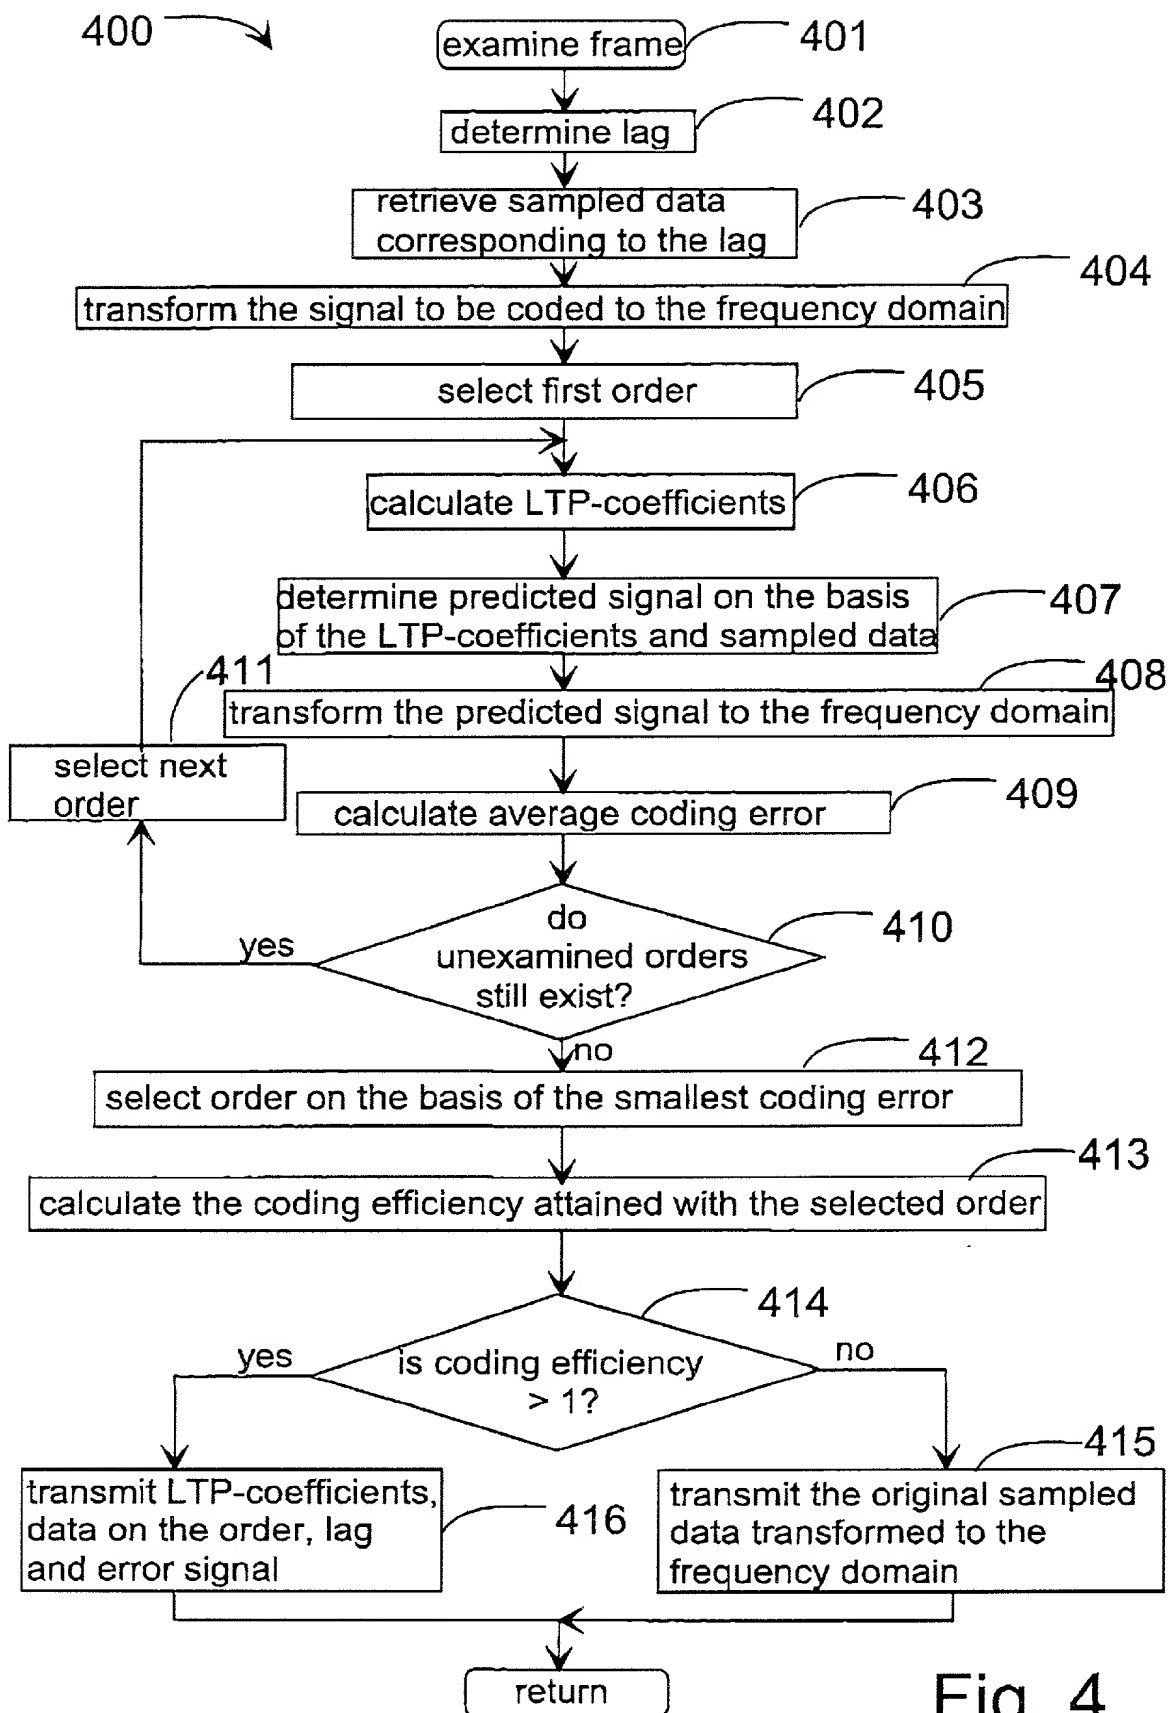 400
examine frame
401
determine lag
402
retrieve sampled data
corresponding to the lag
403
404
transform the signal to be coded to the frequency domain
select first order
405
calculate LTP-coefficients
406
determine predicted signal on the basis
of the LTP-coefficients and sampled data
407
408
transform the predicted signal to the frequency domain
411
select next
order
calculate average coding error
409
do
unexamined orders
still exist?
410
yes
no
412
select order on the basis of the smallest coding error
413
calculate the coding efficiency attained with the selected order
414
is coding efficiency
> 1?
yes
no
transmit LTP-coefficients,
data on the order, lag
and error signal
416
415
transmit the original sampled
data transformed to the
frequency domain
return
Fig. 4